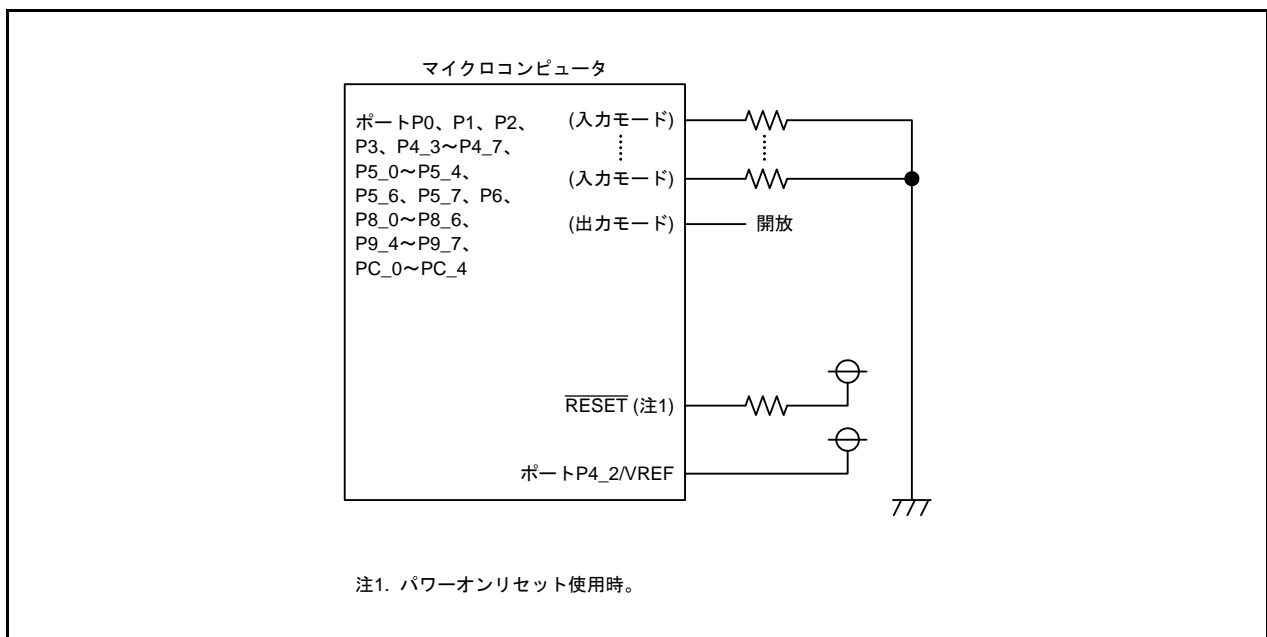 マイクロコンピュータ
ポートP0、P1、P2、
P3、P4_3～P4_7、
P5_0～P5_4、
P5_6、P5_7、P6、
P8_0～P8_6、
P9_4～P9_7、
PC_0～PC_4
(入力モード)
(入力モード)
(出力モード)
開放
RESET (注1)
ポートP4_2/VREF
注1. パワーオンリセット使用時。